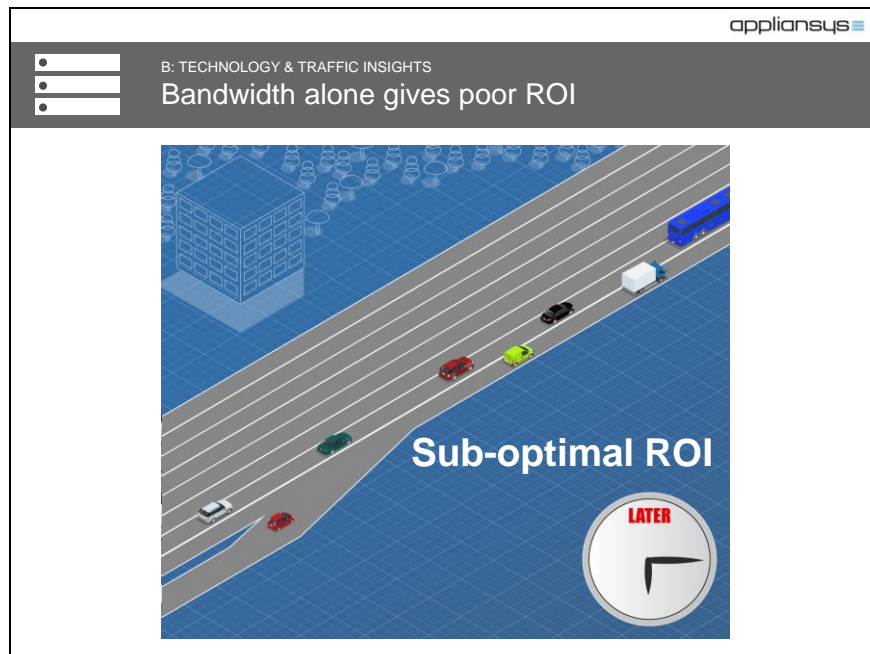 appliansys
B: TECHNOLOGY & TRAFFIC INSIGHTS
Bandwidth alone gives poor ROI
Sub-optimal ROI
LATER